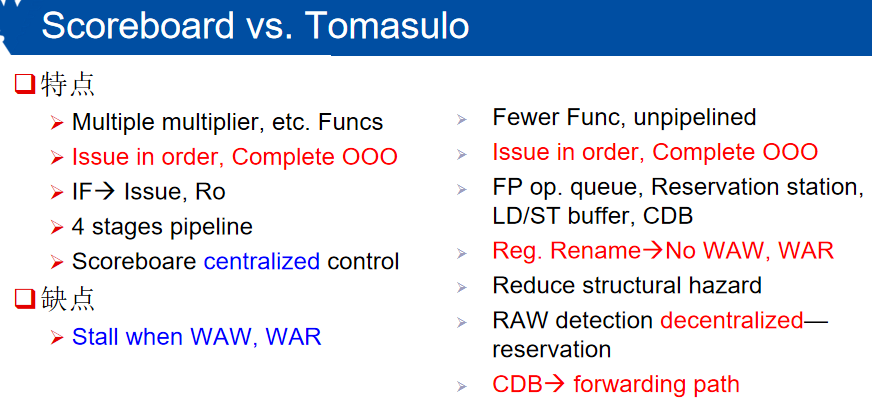 Scoreboard vs. Tomasulo
特点
Multiple multiplier, etc. Funcs
Issue in order, Complete OOO
IF→ Issue, Ro
4 stages pipeline
Scoreboare centralized control
缺点
Stall when WAW, WAR
Fewer Func, unpipelined
Issue in order, Complete OOO
FP op. queue, Reservation station,
LD/ST buffer, CDB
Reg. Rename→No WAW, WAR
Reduce structural hazard
RAW detection decentralized—
reservation
CDB→ forwarding path